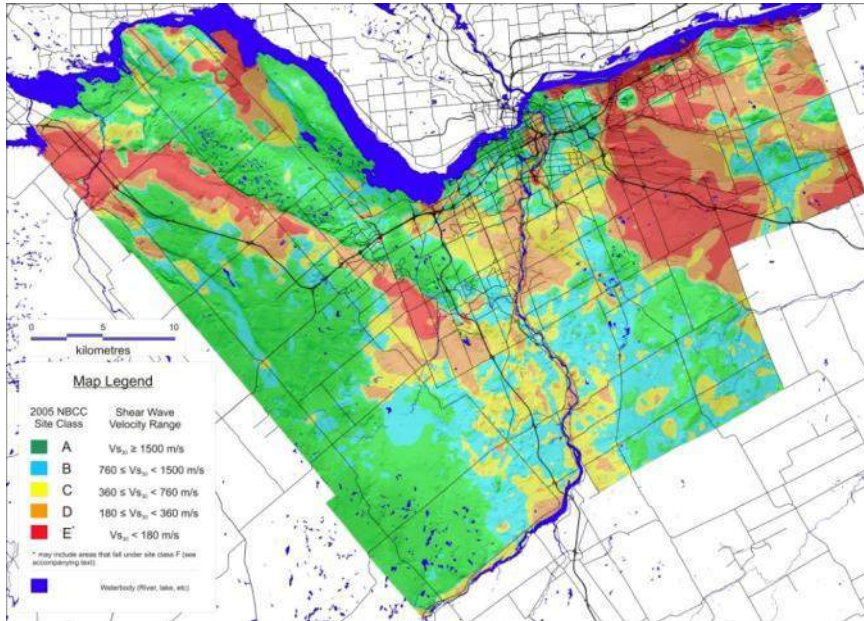 0 5 10
kilometres
Map Legend
2005 NBCC Site Class
Shear Wave Velocity Range
A Vs₃₀ ≥ 1500 m/s
B 760 ≤ Vs₃₀ < 1500 m/s
C 360 ≤ Vs₃₀ < 760 m/s
D 180 ≤ Vs₃₀ < 360 m/s
E* Vs₃₀ < 180 m/s
* may include areas that fall under site class F (see
accompanying text)
Waterbody (River, lake, etc)